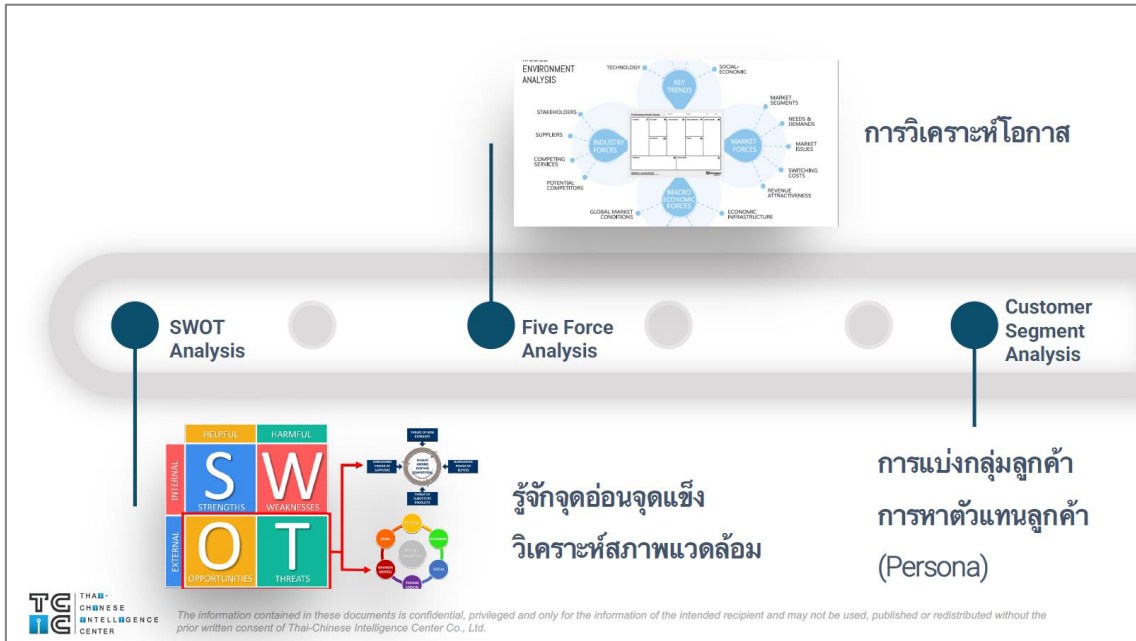 ENVIRONMENT
ANALYSIS
TECHNOLOGY
SOCIAL-
ECONOMIC
KEY
TRENDS
STAKEHOLDERS
SUPPLIERS
COMPETING
SERVICES
POTENTIAL
COMPETITORS
INDUSTRY
FORCES
MARKET
FORCES
MARKET
SEGMENTS
NEEDS &
DEMANDS
MARKET
ISSUES
SWITCHING
COSTS
REVENUE
ATTRACTIVENESS
MACRO
ECONOMIC
FORCES
GLOBAL MARKET
CONDITIONS
ECONOMIC
INFRASTRUCTURE
การวิเคราะห์โอกาส
SWOT
Analysis
Five Force
Analysis
Customer
Segment
Analysis
HELPFUL
HARMFUL
INTERNAL
S
STRENGTHS
W
WEAKNESSES
EXTERNAL
O
OPPORTUNITIES
T
THREATS
รู้จักจุดอ่อนจุดแข็ง
วิเคราะห์สภาพแวดล้อม
การแบ่งกลุ่มลูกค้า
การหาตัวแทนลูกค้า
(Persona)
TCIC
THAI-
CHINESE
INTELLIGENCE
CENTER
The information contained in these documents is confidential, privileged and only for the information of the intended recipient and may not be used, published or redistributed without the
prior written consent of Thai-Chinese Intelligence Center Co., Ltd.